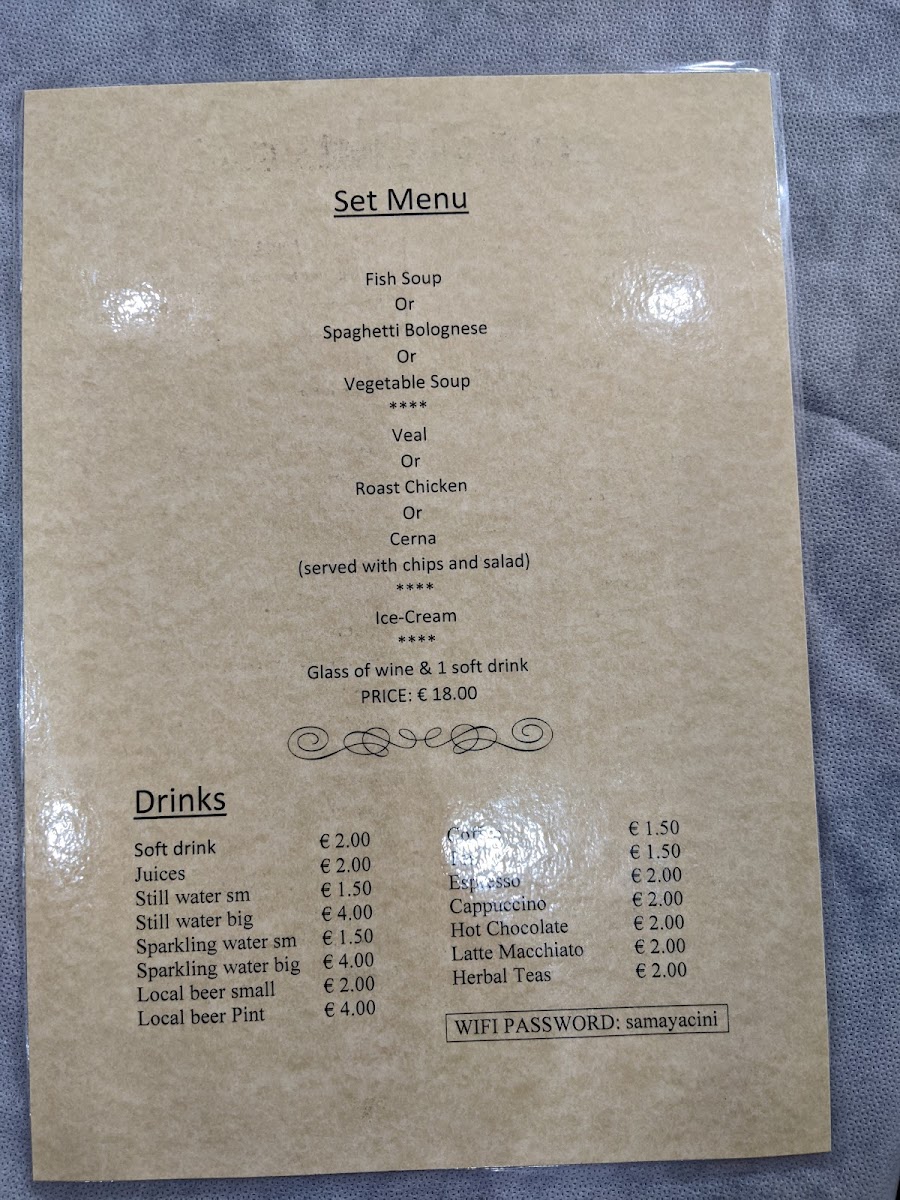 Set Menu
Fish Soup
Or
Spaghetti Bolognese
Or
Vegetable Soup
****
Veal
Or
Roast Chicken
Or
Cerna
(served with chips and salad)
****
Ice-Cream
****
Glass of wine & 1 soft drink
PRICE: € 18.00
Drinks
Soft drink € 2.00
Juices € 2.00
Still water sm € 1.50
Still water big € 4.00
Sparkling water sm € 1.50
Sparkling water big € 4.00
Local beer small € 2.00
Local beer Pint € 4.00
Coffee € 1.50
€ 1.50
Espresso € 2.00
Cappuccino € 2.00
Hot Chocolate € 2.00
Latte Macchiato € 2.00
Herbal Teas € 2.00
WIFI PASSWORD: samayacini